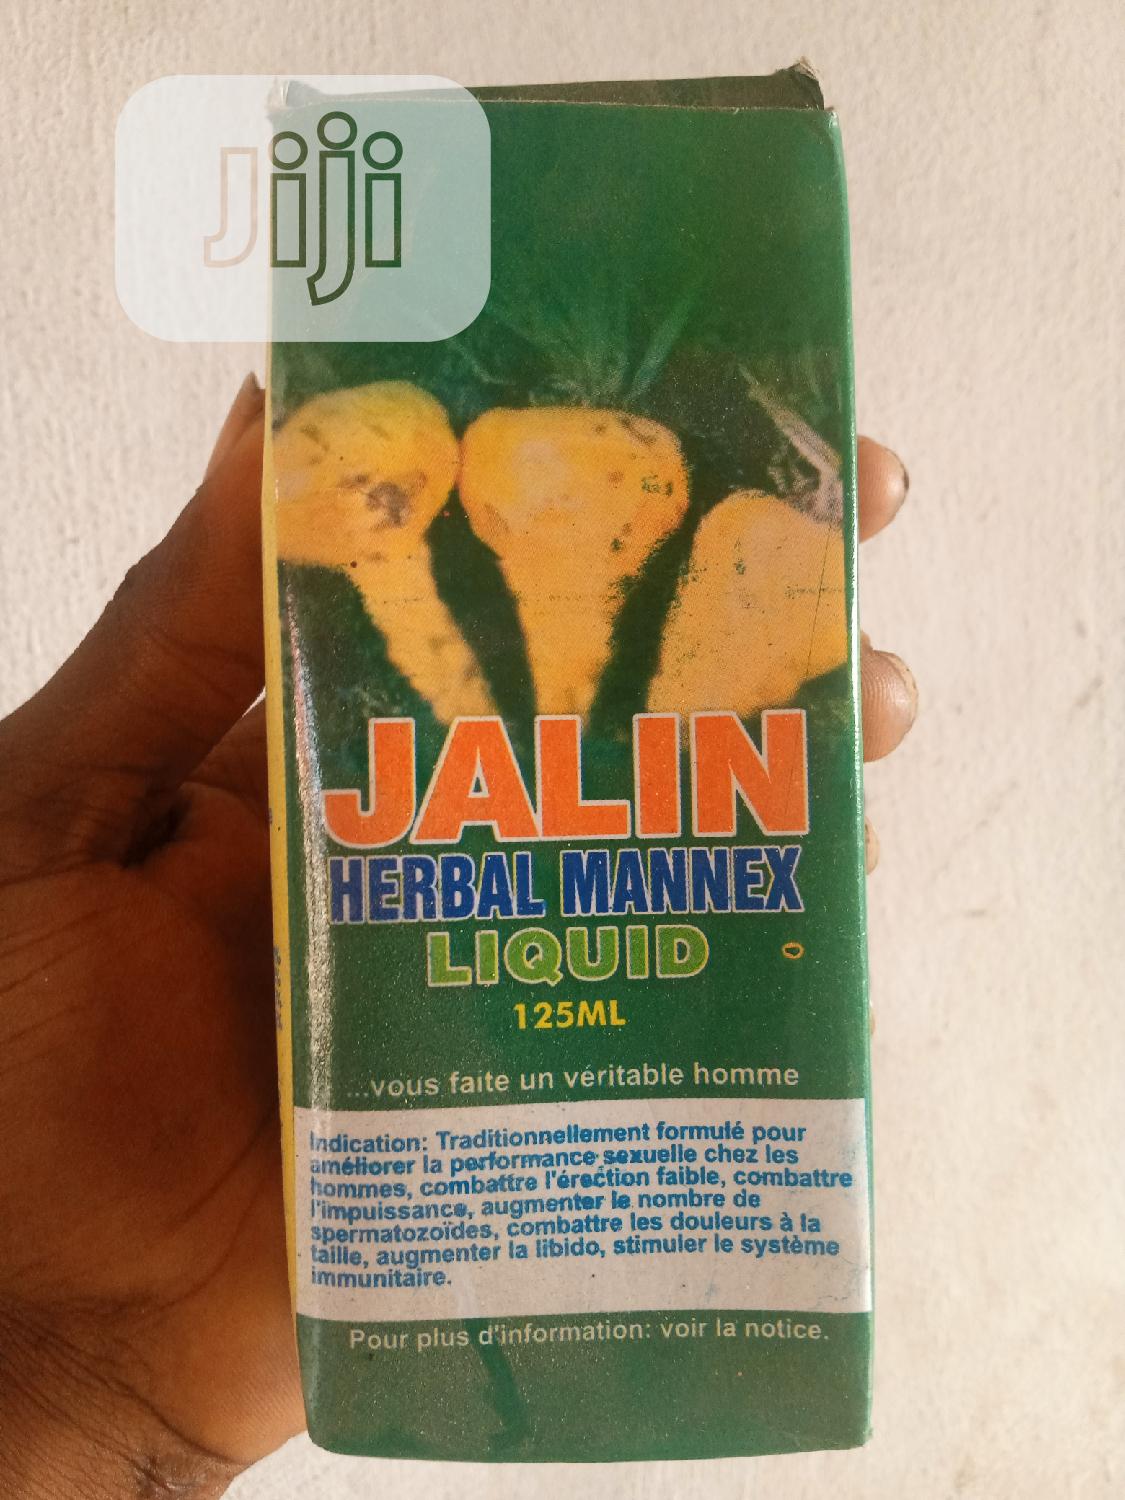 Jiji
JALIN
HERBAL MANNEX
LIQUID
125ML
...vous faite un véritable homme
Indication: Traditionnellement formulé pour
améliorer la performance sexuelle chez les
hommes, combattre l'érection faible, combattre
l'impuissance, augmenter le nombre de
spermatozoïdes, combattre les douleurs à la
taille, augmenter la libido, stimuler le système
immunitaire.
Pour plus d'information: voir la notice.